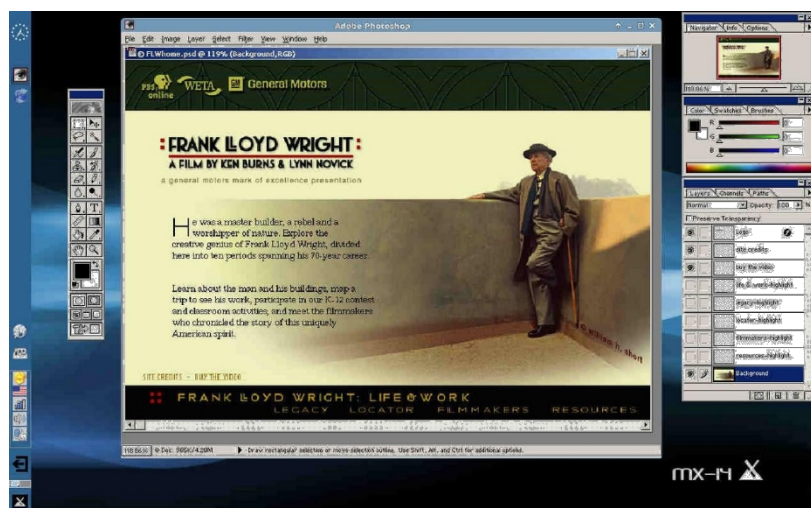 Adobe Photoshop
File Edit Image Layer Select Filter View Window Help
© FLWhome.psd @ 119% (Background,RGB)
PBS online WETA GM General Motors
FRANK LLOYD WRIGHT
A FILM BY KEN BURNS & LYNN NOVICK
a general motors mark of excellence presentation
He was a master builder, a rebel and a
worshipper of nature. Explore the
creative genius of Frank Lloyd Wright, divided
here into ten periods spanning his 70-year career.
Learn about the man and his buildings, map a
trip to see his work, participate in our K-12 contest
and classroom activities, and meet the filmmakers
who chronicled the story of this uniquely
American spirit.
© william h. short
SITE CREDITS - BUY THE VIDEO
FRANK LLOYD WRIGHT: LIFE & WORK
LEGACY LOCATOR FILMMAKERS RESOURCES
Draw rectangular selection or move selection outline. Use Shift, Alt, and Ctrl for additional options.
Navigator Info Options
Color Swatches Brushes
R
G
B
Layers Channels Paths
Normal Opacity: 100 %
Preserve Transparency
site credits
buy the video
life & work-highlight
legacy-highlight
locator-highlight
filmmakers-highlight
resources-highlight
Background
mx-14